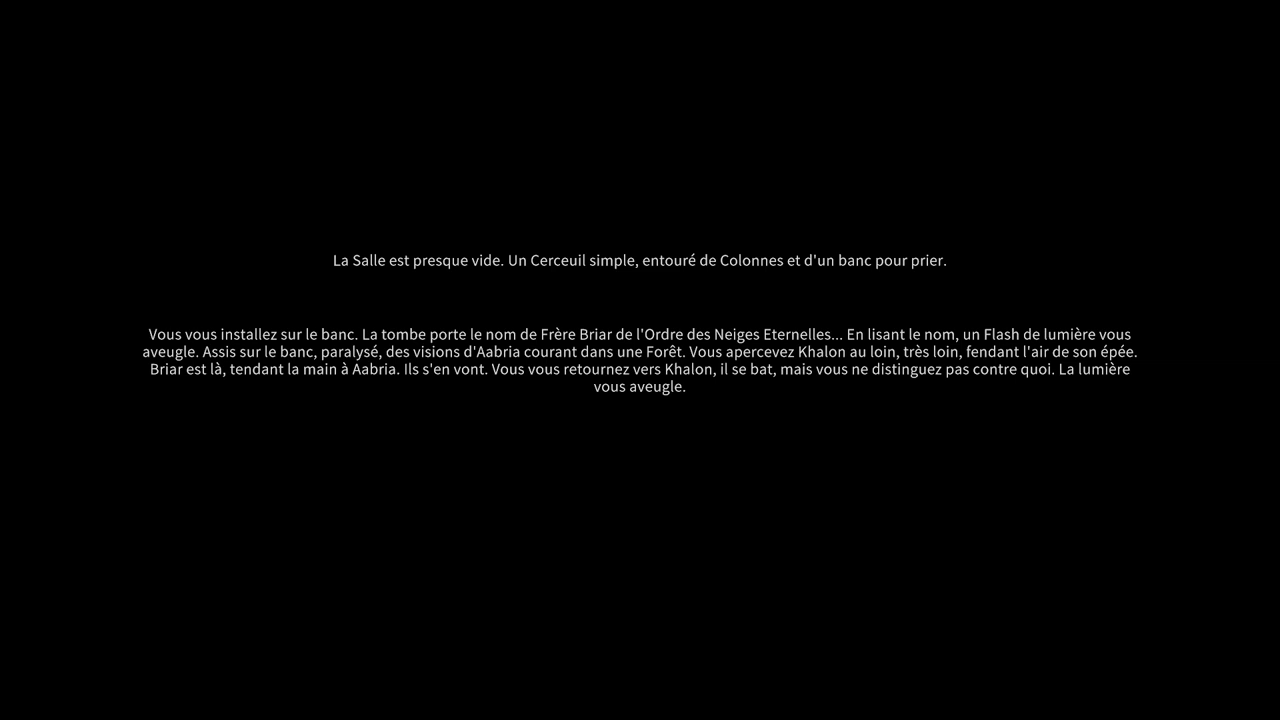 La Salle est presque vide. Un Cerceuil simple, entouré de Colonnes et d'un banc pour prier.
Vous vous installez sur le banc. La tombe porte le nom de Frère Briar de l'Ordre des Neiges Eternelles... En lisant le nom, un Flash de lumière vous
aveugle. Assis sur le banc, paralysé, des visions d'Aabria courant dans une Forêt. Vous apercevez Khalon au loin, très loin, fendant l'air de son épée.
Briar est là, tendant la main à Aabria. Ils s'en vont. Vous vous retournez vers Khalon, il se bat, mais vous ne distinguez pas contre quoi. La lumière
vous aveugle.